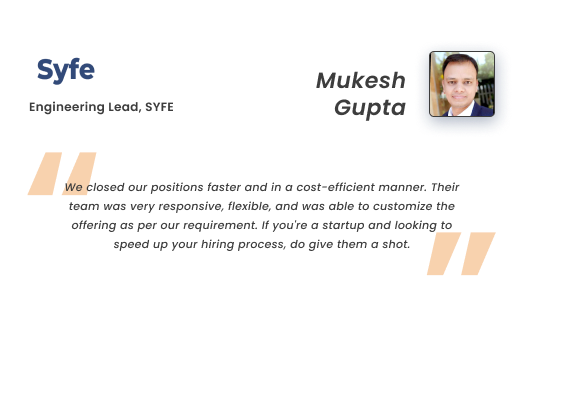 Syfe
Engineering Lead, SYFE
Mukesh
Gupta
"
We closed our positions faster and in a cost-efficient manner. Their
team was very responsive, flexible, and was able to customize the
offering as per our requirement. If you're a startup and looking to
speed up your hiring process, do give them a shot.
"